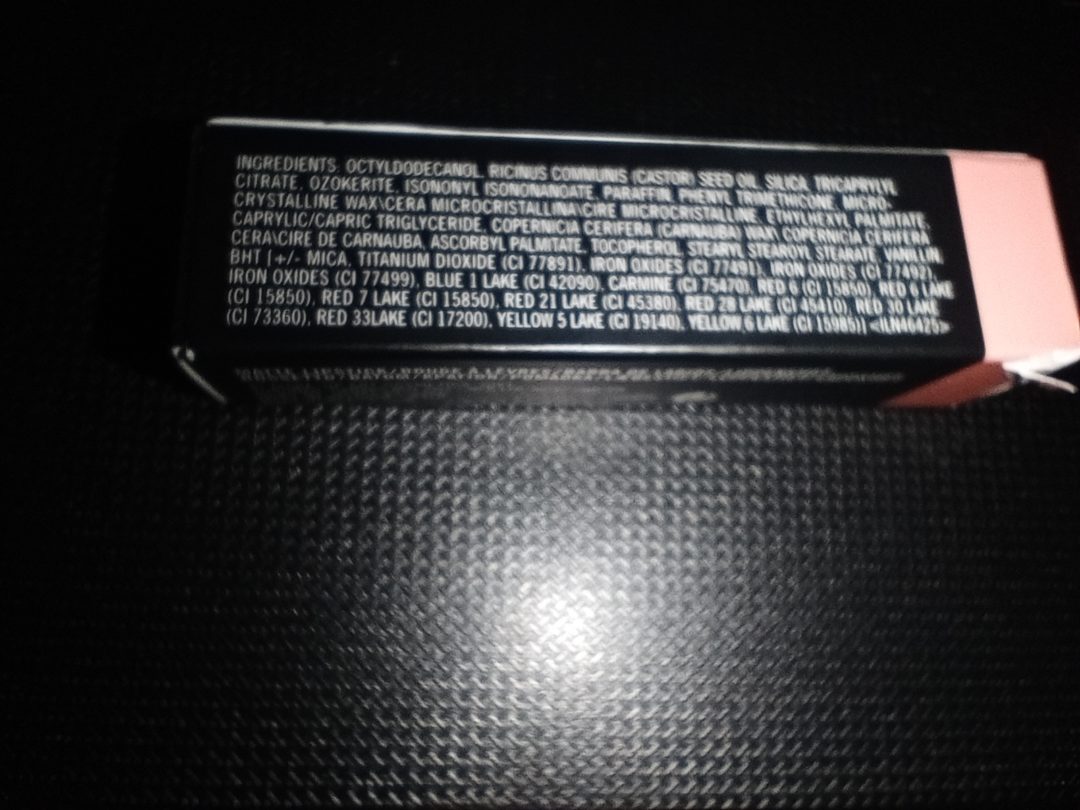 INGREDIENTS: OCTYLDODECANOL, RICINUS COMMUNIS (CASTOR) SEED OIL, SILICA, TRICAPRYLYL
CITRATE, OZOKERITE, ISONONYL ISONONANOATE, PARAFFIN, PHENYL TRIMETHICONE, MICRO-
CRYSTALLINE WAX\CERA MICROCRISTALLINA\CIRE MICROCRISTALLINE, ETHYLHEXYL PALMITATE,
CAPRYLIC/CAPRIC TRIGLYCERIDE, COPERNICIA CERIFERA (CARNAUBA) WAX\COPERNICIA CERIFERA
CERA\CIRE DE CARNAUBA, ASCORBYL PALMITATE, TOCOPHEROL, STEARYL STEAROYL STEARATE, VANILLIN,
BHT [+/- MICA, TITANIUM DIOXIDE (CI 77891), IRON OXIDES (CI 77491), IRON OXIDES (CI 77492),
IRON OXIDES (CI 77499), BLUE 1 LAKE (CI 42090), CARMINE (CI 75470), RED 6 (CI 15850), RED 6 LAKE
(CI 15850), RED 7 LAKE (CI 15850), RED 21 LAKE (CI 45380), RED 28 LAKE (CI 45410), RED 30 LAKE
(CI 73360), RED 33LAKE (CI 17200), YELLOW 5 LAKE (CI 19140), YELLOW 6 LAKE (CI 15985)] <ILN46425>